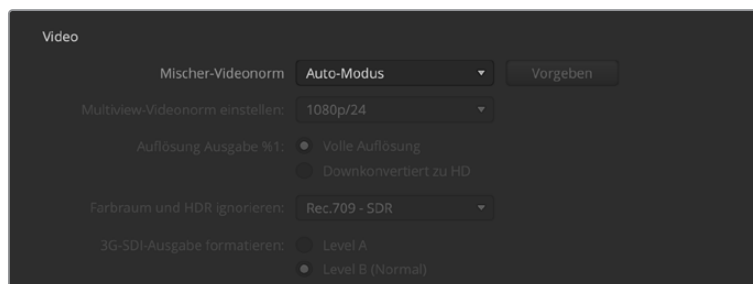 Video
Mischer-Videonorm Auto-Modus Vorgeben
Multiview-Videonorm einstellen: 1080p/24
Auflösung Ausgabe %1: Volle Auflösung
Downkonvertiert zu HD
Farbraum und HDR ignorieren: Rec.709 - SDR
3G-SDI-Ausgabe formatieren: Level A
Level B (Normal)